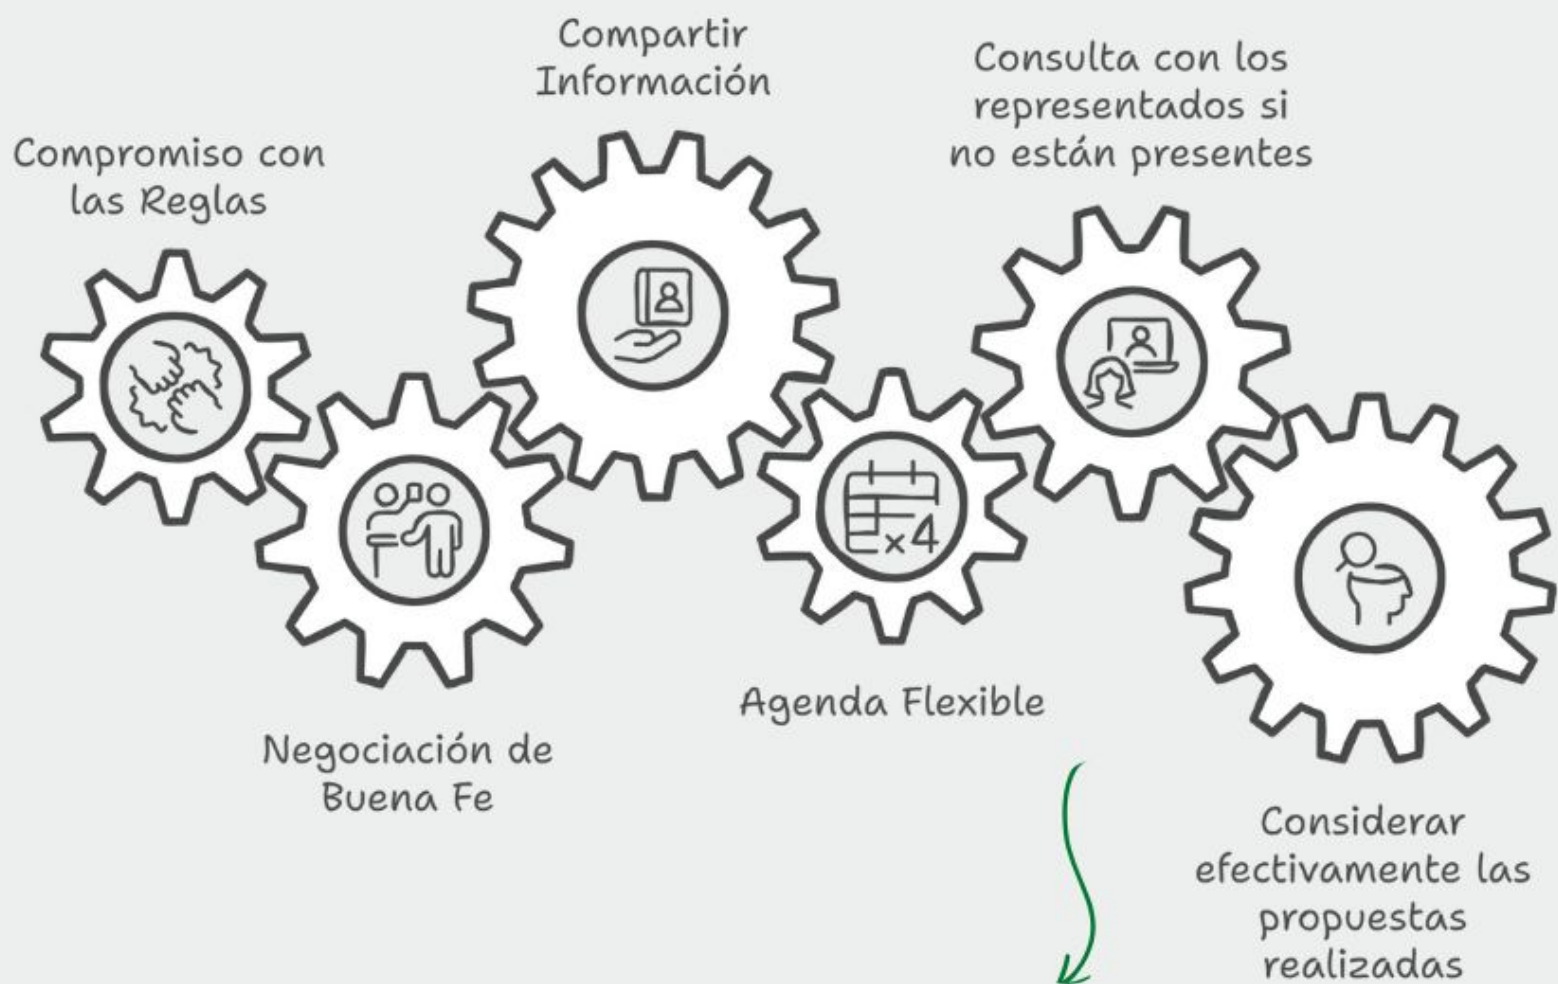 Compromiso con
las Reglas
Negociación de
Buena Fe
Compartir
Información
Agenda Flexible
x4
Consulta con los
representados si
no están presentes
Considerar
efectivamente las
propuestas
realizadas